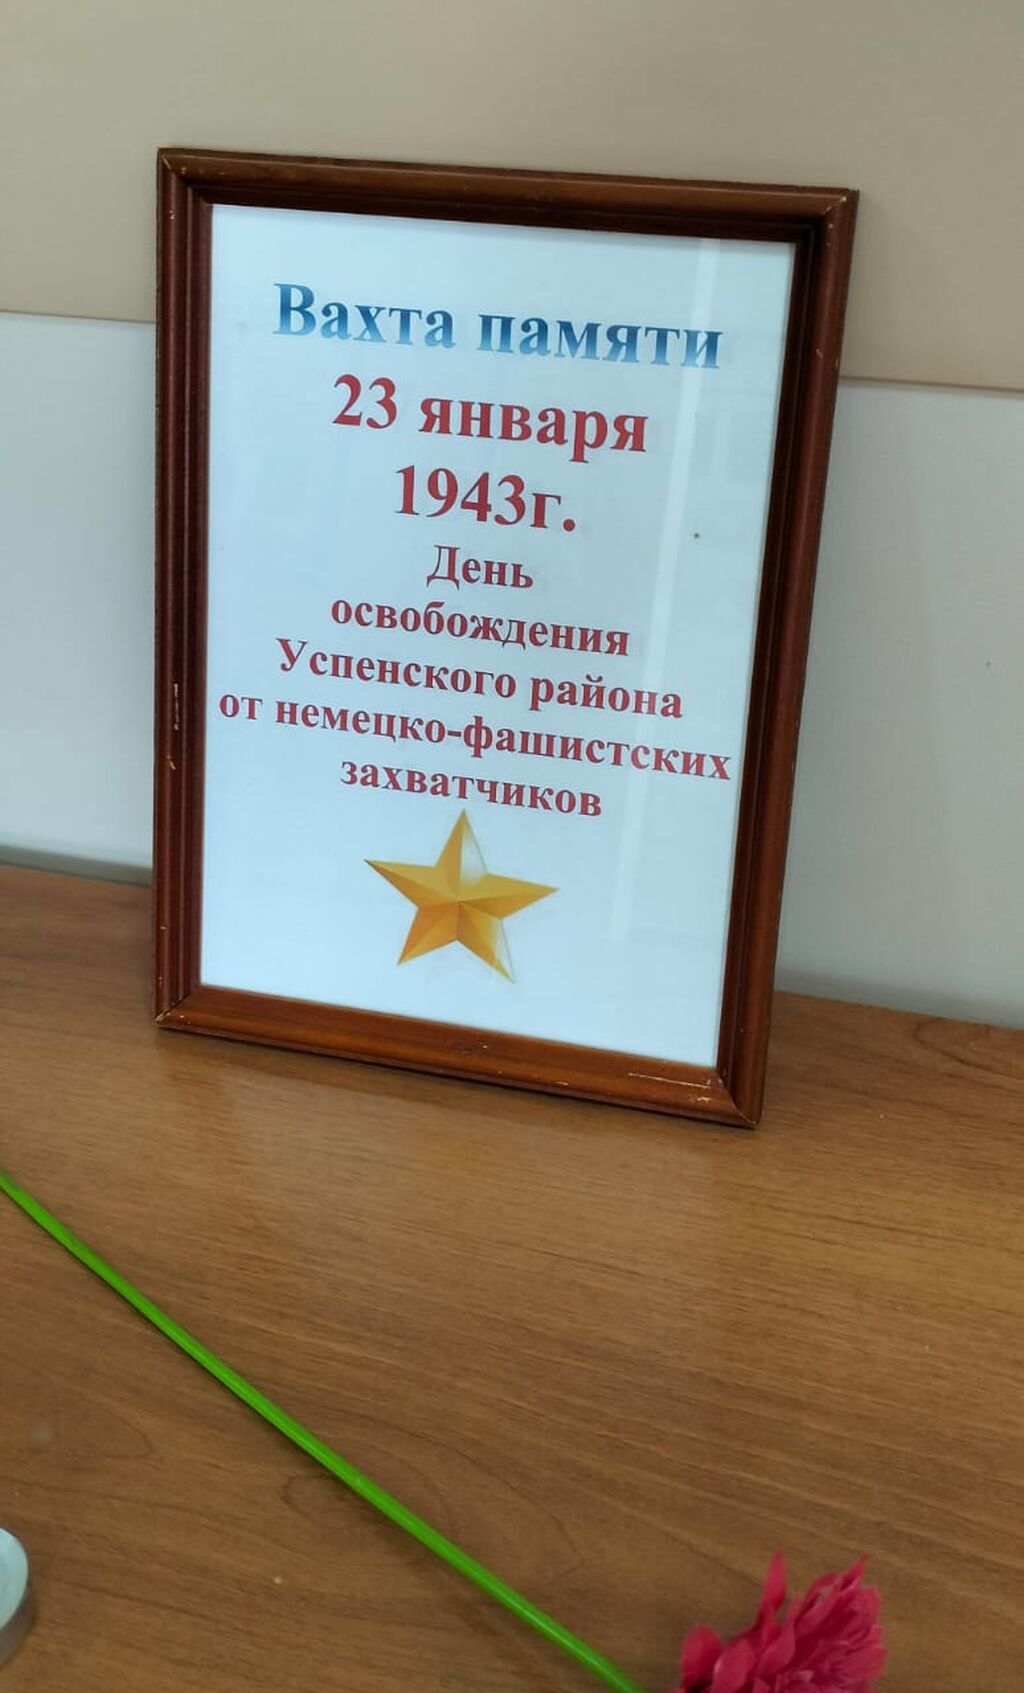 Вахта памяти
23 января
1943г.
День
освобождения
Успенского района
от немецко-фашистских
захватчиков